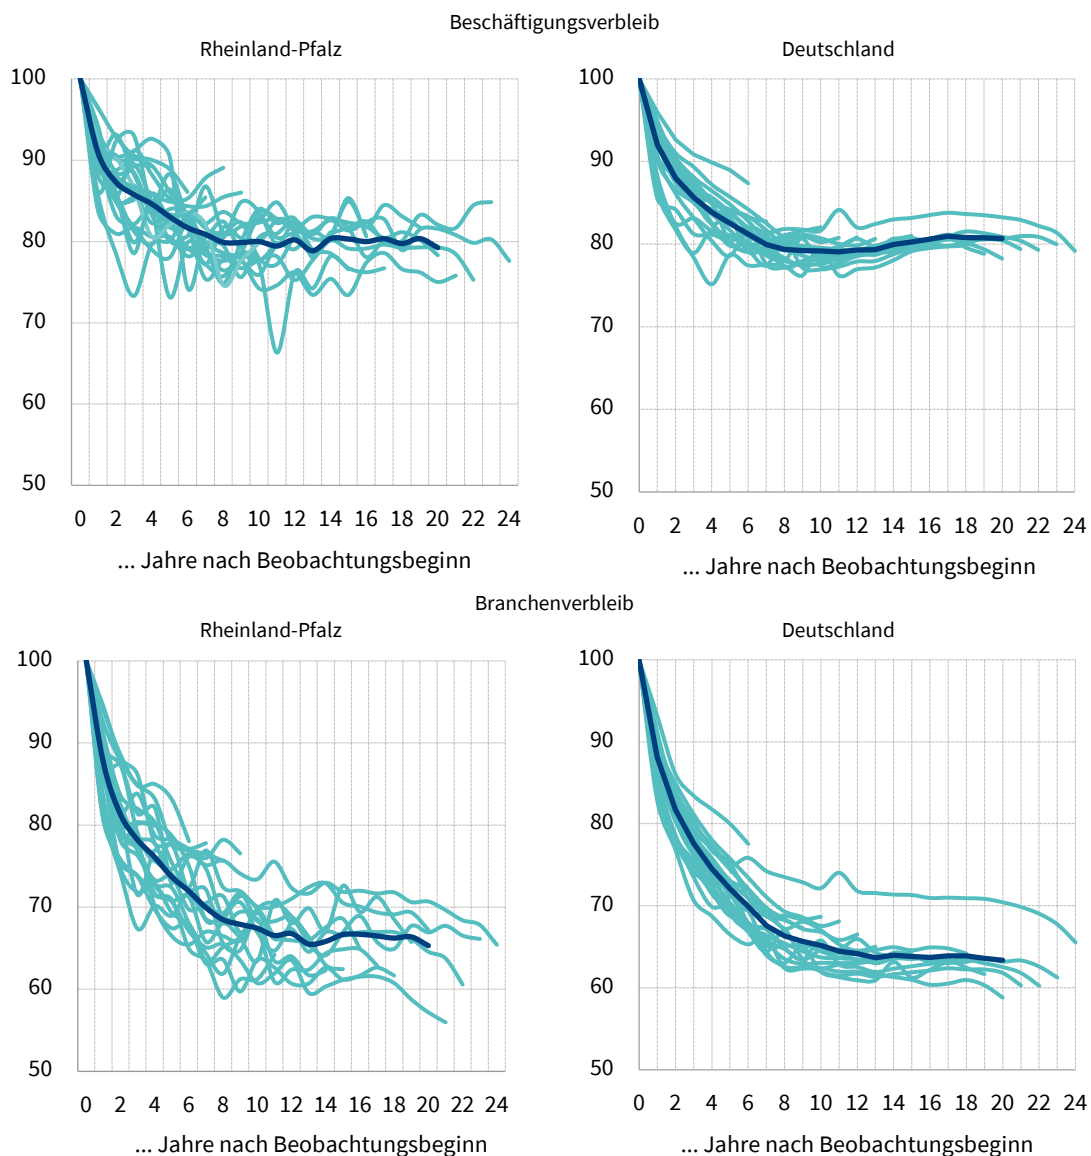 Beschäftigungsverbleib
Rheinland-Pfalz
Deutschland
100
90
80
70
60
50
0 2 4 6 8 10 12 14 16 18 20 22 24
... Jahre nach Beobachtungsbeginn
100
90
80
70
60
50
0 2 4 6 8 10 12 14 16 18 20 22 24
... Jahre nach Beobachtungsbeginn
Branchenverbleib
Rheinland-Pfalz
Deutschland
100
90
80
70
60
50
0 2 4 6 8 10 12 14 16 18 20 22 24
... Jahre nach Beobachtungsbeginn
100
90
80
70
60
50
0 2 4 6 8 10 12 14 16 18 20 22 24
... Jahre nach Beobachtungsbeginn